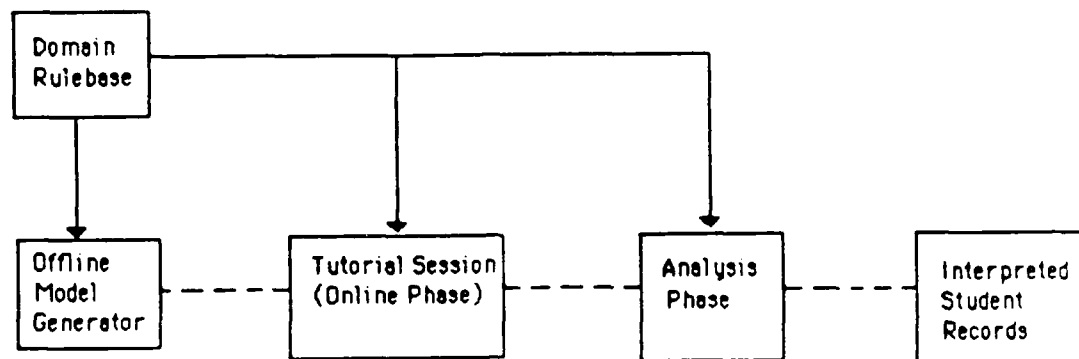 Domain
Rulebase
Offline
Model
Generator
Tutorial Session
(Online Phase)
Analysis
Phase
Interpreted
Student
Records